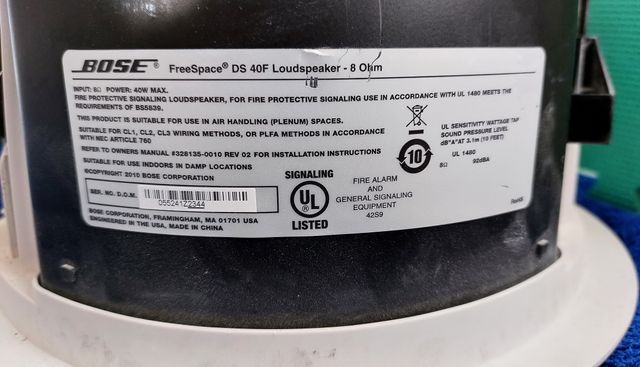 BOSE® FreeSpace® DS 40F Loudspeaker - 8 Ohm
INPUT: 8Ω POWER: 40W MAX.
FIRE PROTECTIVE SIGNALING LOUDSPEAKER, FOR FIRE PROTECTIVE SIGNALING USE IN ACCORDANCE WITH UL 1480 MEETS THE
REQUIREMENTS OF BS5839.
THIS PRODUCT IS SUITABLE FOR USE IN AIR HANDLING (PLENUM) SPACES.
SUITABLE FOR CL1, CL2, CL3 WIRING METHODS, OR PLFA METHODS IN ACCORDANCE
WITH NEC ARTICLE 760
REFER TO OWNERS MANUAL #328135-0010 REV 02 FOR INSTALLATION INSTRUCTIONS
SUITABLE FOR USE INDOORS IN DAMP LOCATIONS
©COPYRIGHT 2010 BOSE CORPORATION
SERIAL NO. D.O.M.
055241Z2344
BOSE CORPORATION, FRAMINGHAM, MA 01701 USA
ENGINEERED IN THE USA, MADE IN CHINA
SIGNALING
UL
LISTED
FIRE ALARM
AND
GENERAL SIGNALING
EQUIPMENT
42S9
10
UL SENSITIVITY WATTAGE TAP
SOUND PRESSURE LEVEL
dB"A"AT 3.1m (10 FEET)
UL 1480
8Ω 92dBA